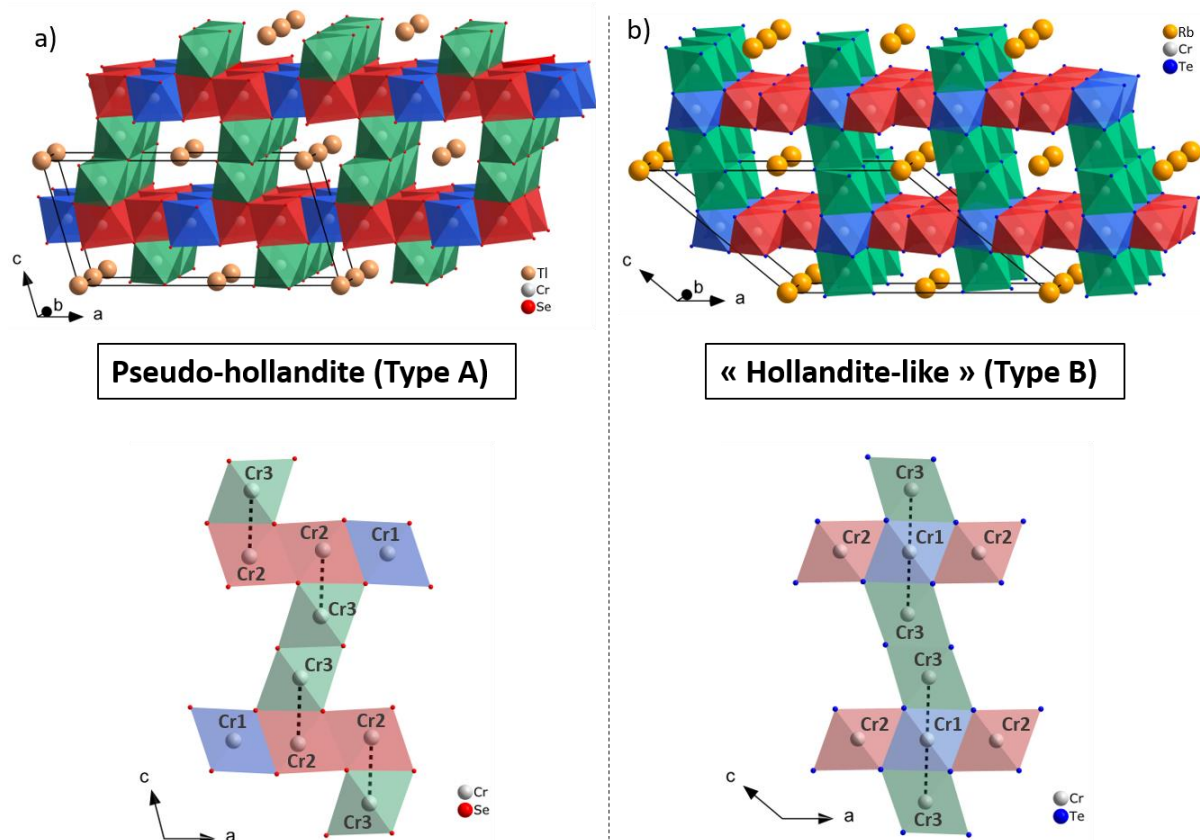 a)
c
b
a
Tl
Cr
Se
b)
Rb
Cr
Te
c
b
a
Pseudo-hollandite (Type A)
« Hollandite-like » (Type B)
Cr3
Cr2
Cr2
Cr1
Cr3
Cr3
Cr1
Cr2
Cr2
Cr3
c
a
Cr
Se
Cr3
Cr2
Cr1
Cr2
Cr3
Cr3
Cr2
Cr1
Cr2
Cr3
c
a
Cr
Te